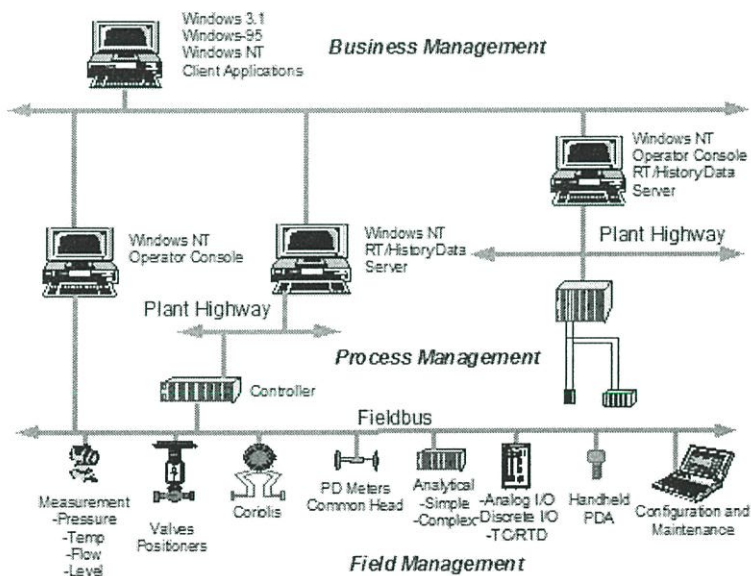 Windows 3.1
Windows-95
Windows NT
Client Applications
Business Management
Windows NT
Operator Console
RT/HistoryData
Server
Windows NT
Operator Console
Windows NT
RT/HistoryData
Server
Plant Highway
Plant Highway
Process Management
Controller
Fieldbus
Measurement
-Pressure
-Temp
-Flow
-Level
Valves
Positioners
Coriolis
PD Meters
Common Head
Analytical
-Simple
-Complex
-Analog I/O
-Discrete I/O
-TC/RTD
Handheld
PDA
Configuration and
Maintenance
Field Management